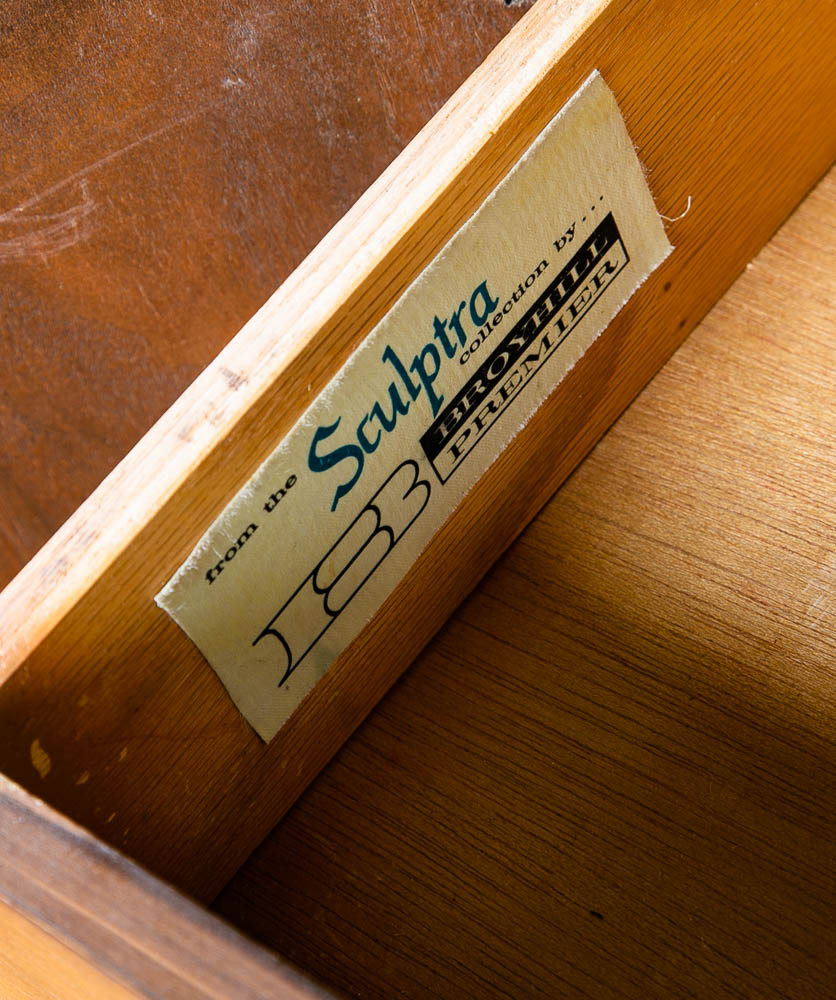 from the Sculptra
collection by...
BROYHILL
PREMIER
B